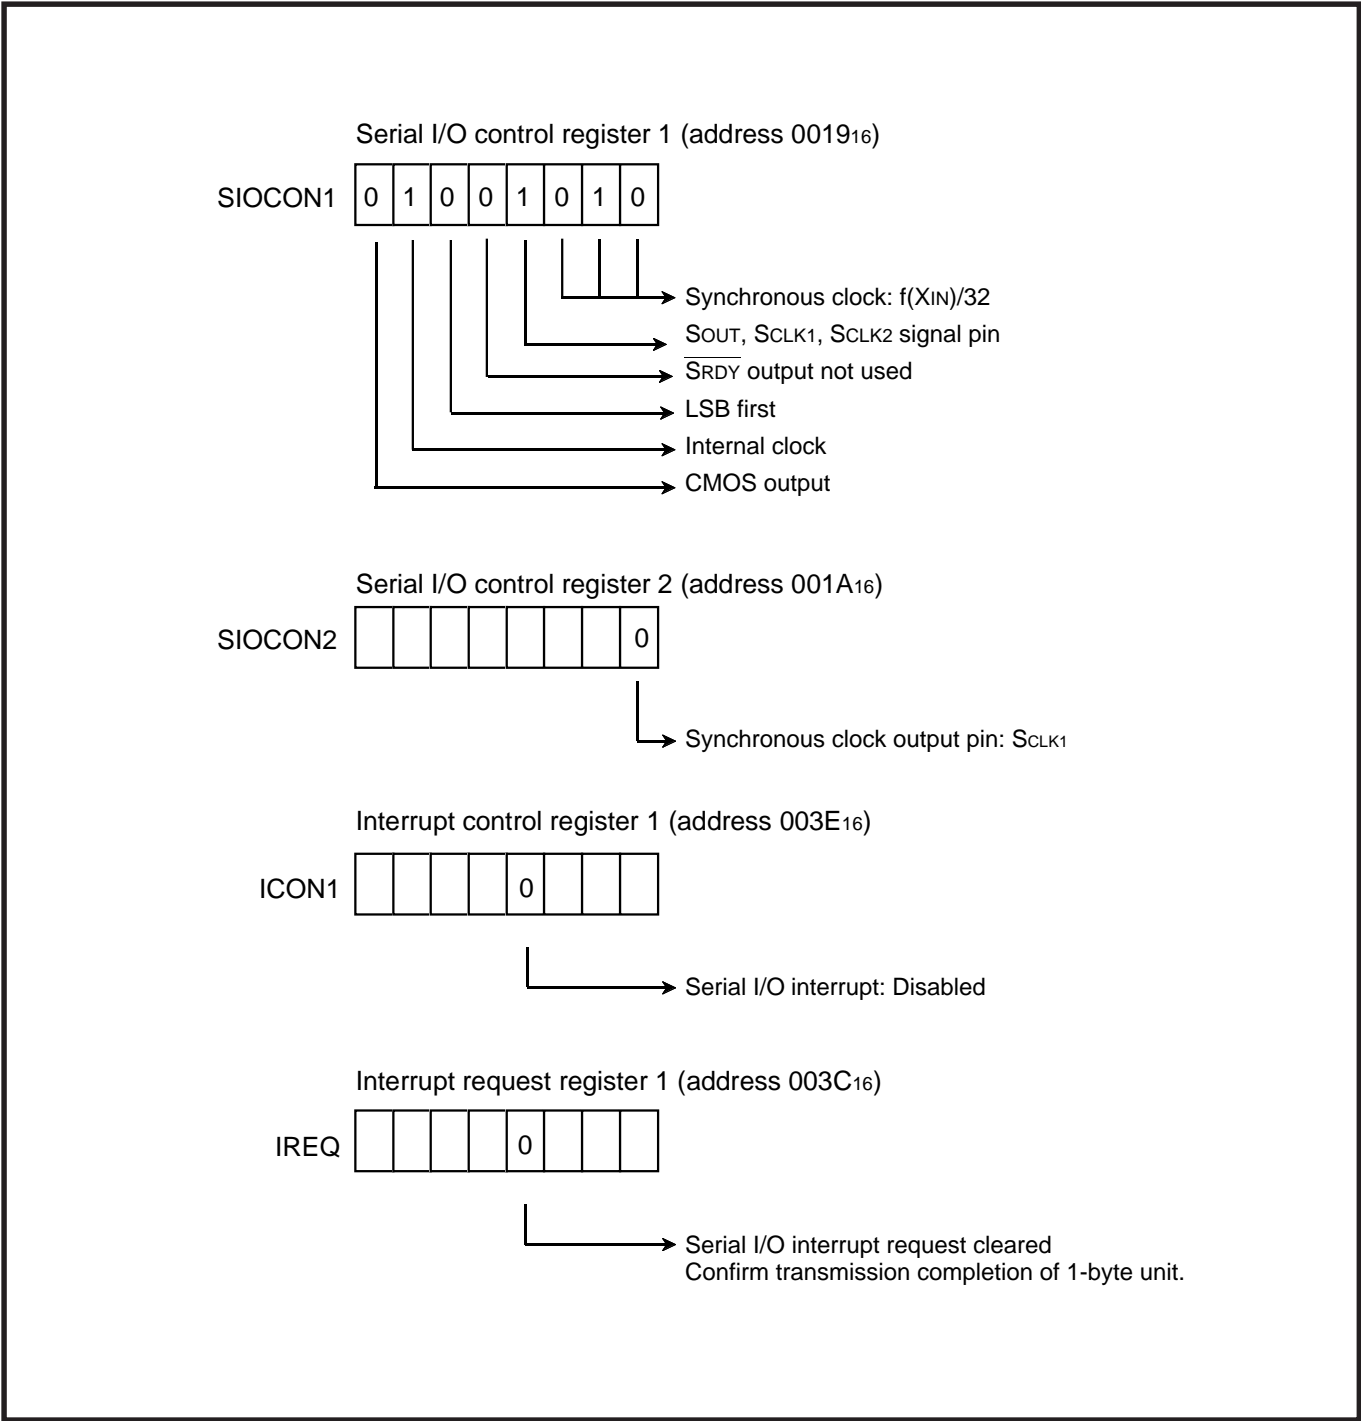 Serial I/O control register 1 (address 001916)
SIOCON1 0 1 0 0 1 0 1 0
Synchronous clock: f(XIN)/32
SOUT, SCLK1, SCLK2 signal pin
SRDY output not used
LSB first
Internal clock
CMOS output
Serial I/O control register 2 (address 001A16)
SIOCON2 0
Synchronous clock output pin: SCLK1
Interrupt control register 1 (address 003E16)
ICON1 0
Serial I/O interrupt: Disabled
Interrupt request register 1 (address 003C16)
IREQ 0
Serial I/O interrupt request cleared
Confirm transmission completion of 1-byte unit.